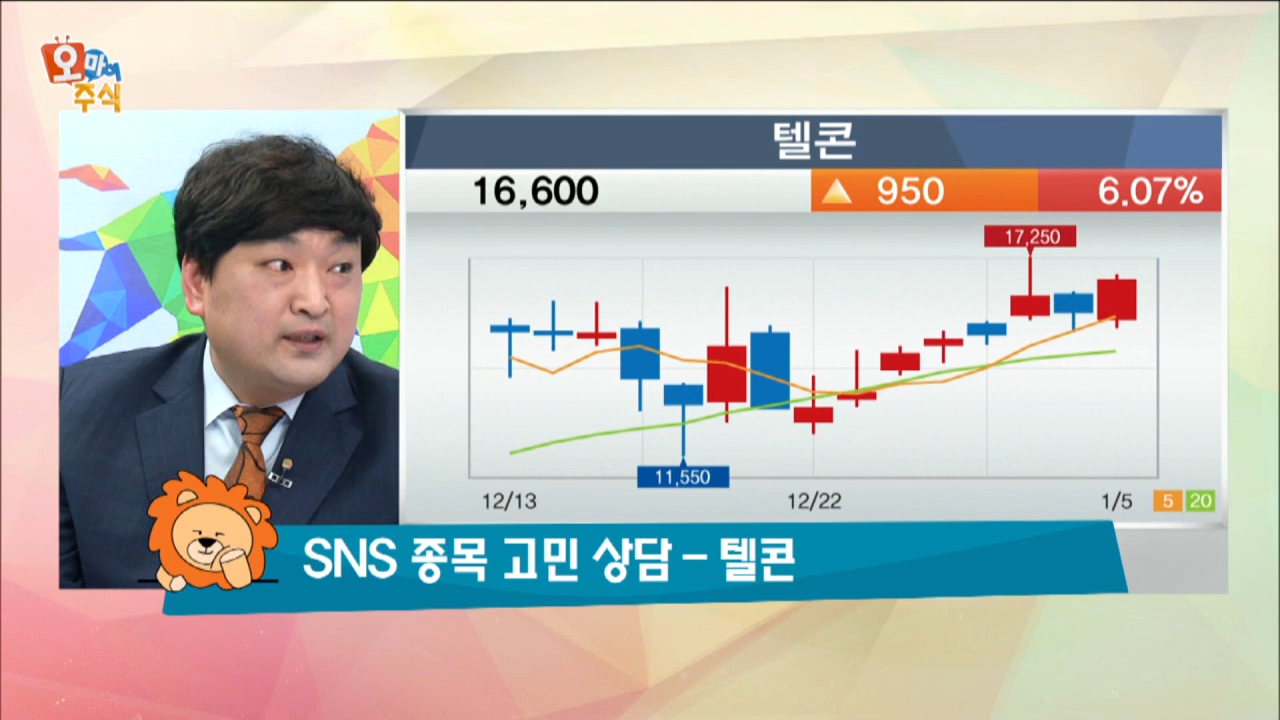 오마이
주식
텔콘
16,600 ▲ 950 6.07%
17,250
11,550
12/13 12/22 1/5 5 20
SNS 종목 고민 상담 – 텔콘